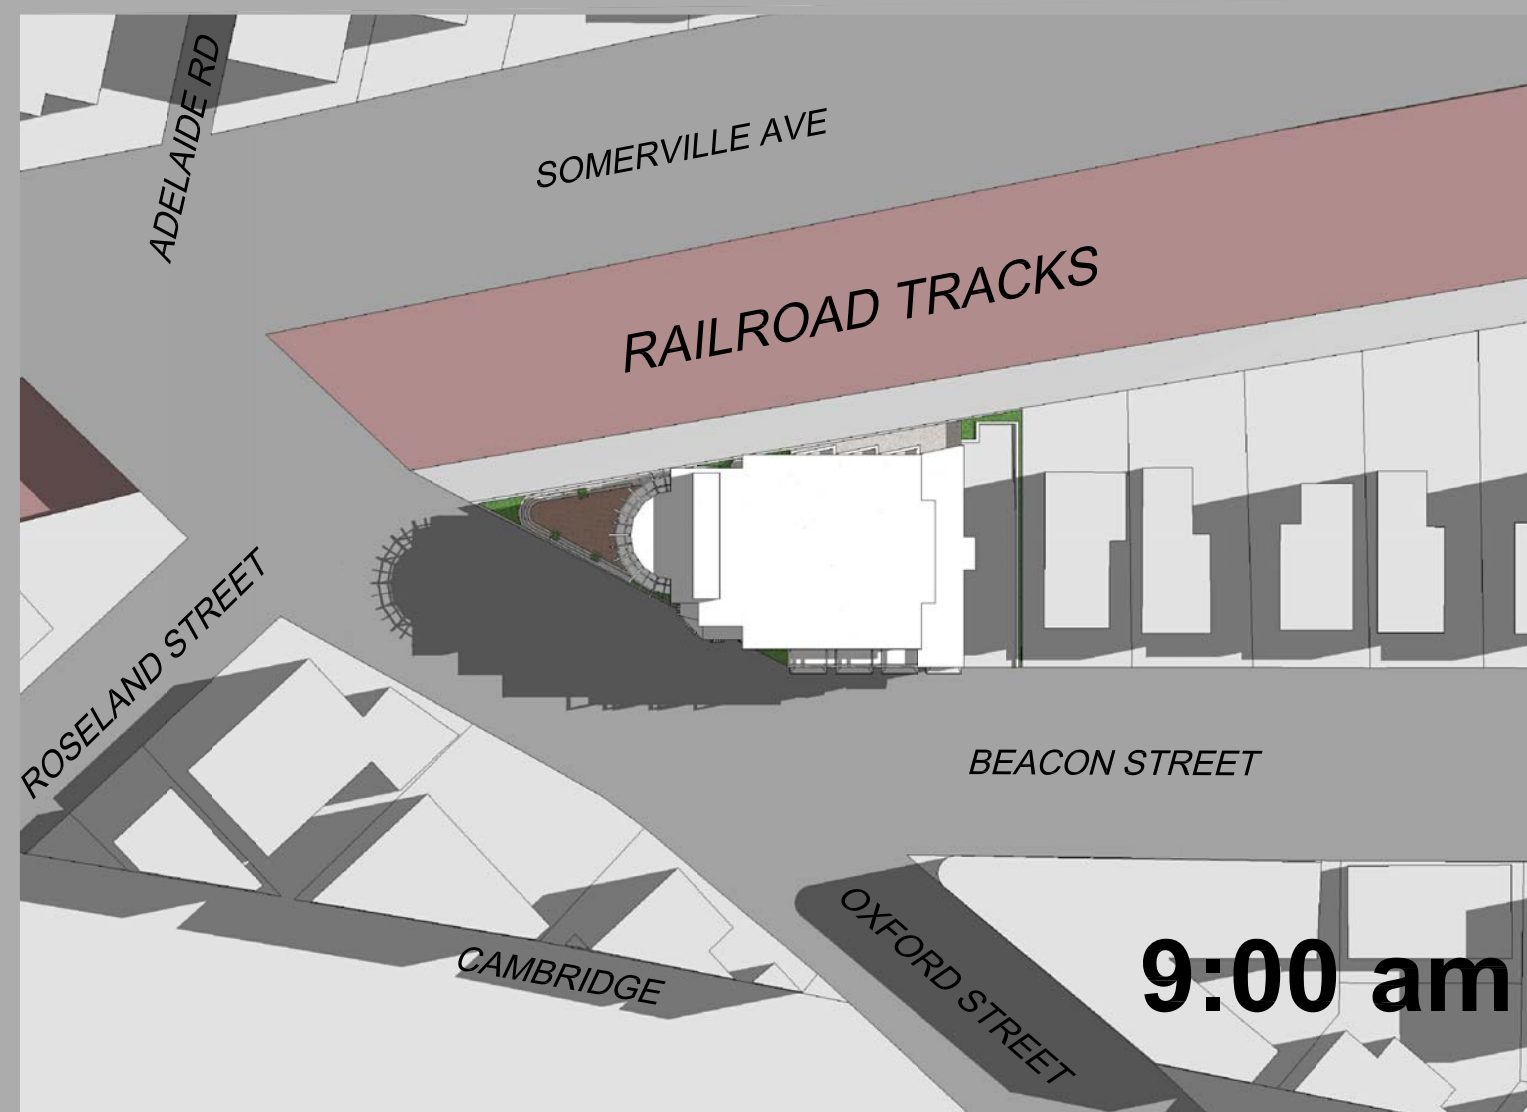 ADELAIDE RD
SOMERVILLE AVE
RAILROAD TRACKS
ROSELAND STREET
BEACON STREET
OXFORD STREET
CAMBRIDGE
9:00 am